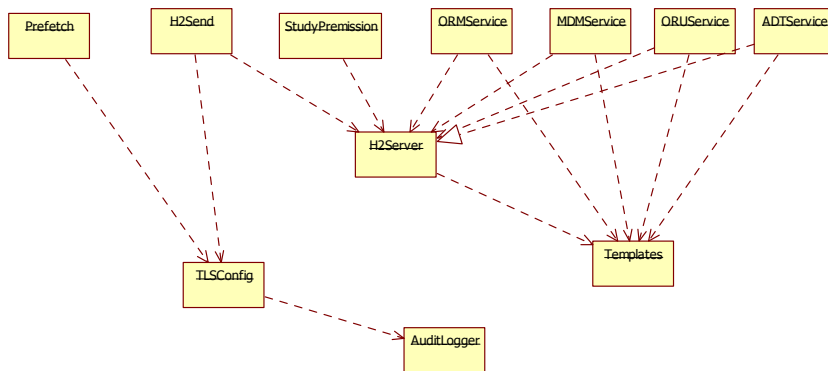 Prefetch
H2Send
StudyPremission
ORMService
MDMService
ORUService
ADTService
H2Server
Templates
TLSConfig
AuditLogger